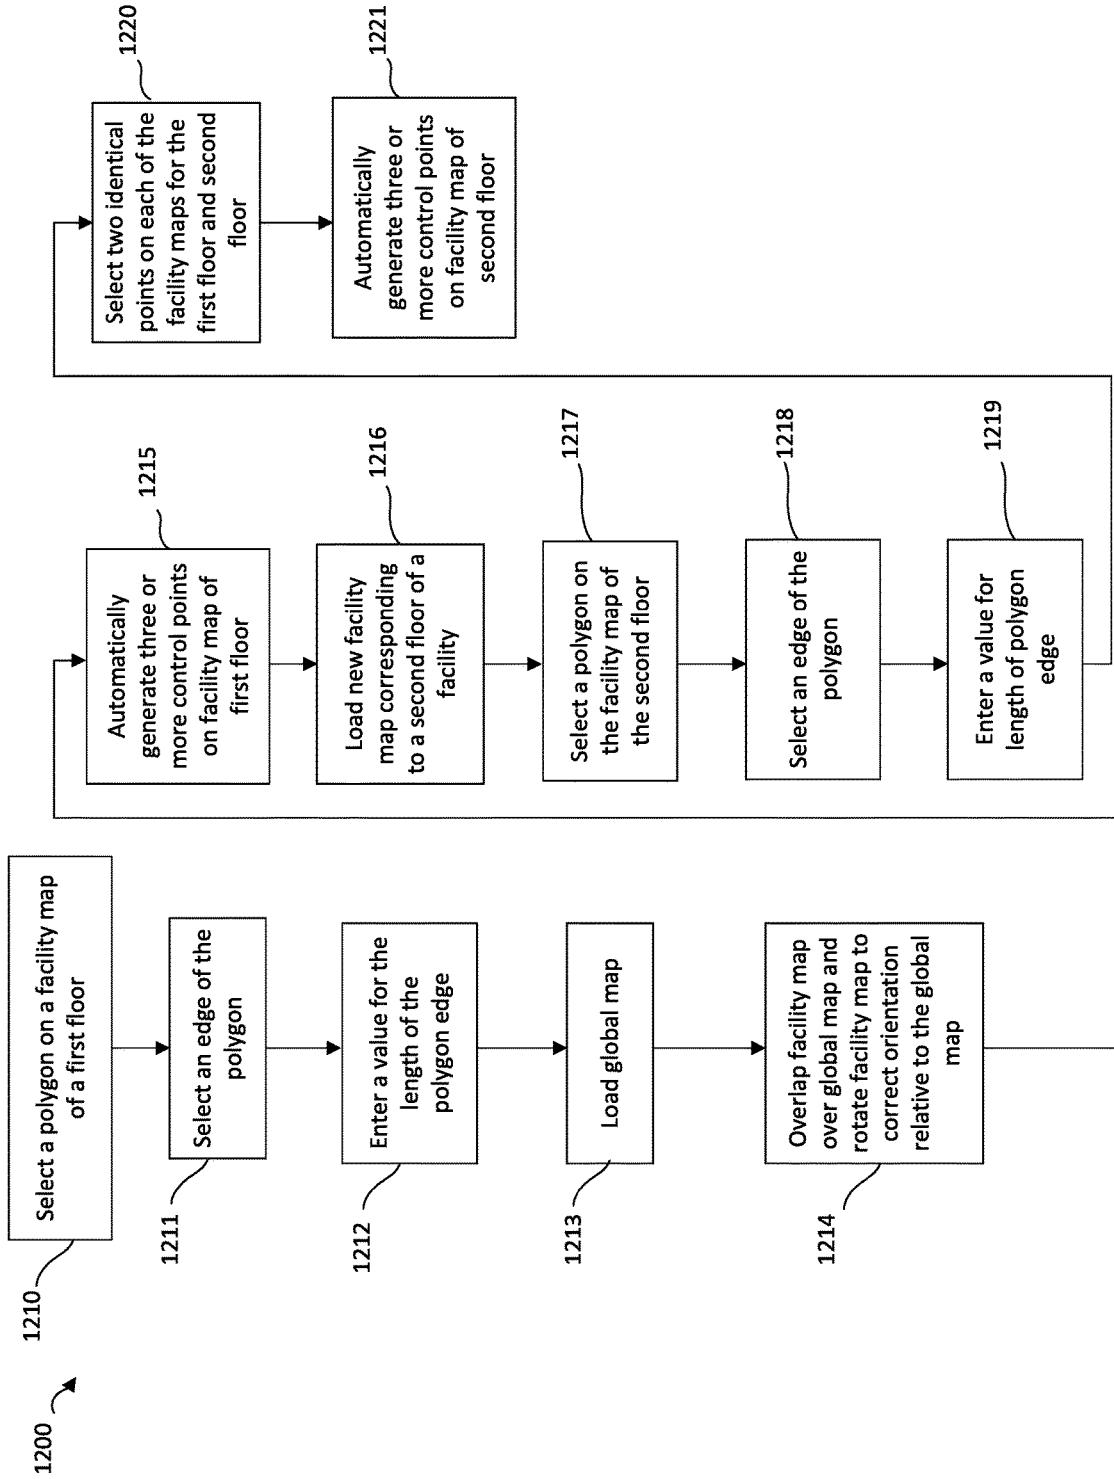 1200
1210
Select a polygon on a facility map
of a first floor
1211
Select an edge of the
polygon
1212
Enter a value for the
length of the
polygon edge
1213
Load global map
1214
Overlap facility map
over global map and
rotate facility map to
correct orientation
relative to the global
map
1215
Automatically
generate three or
more control points
on facility map of
first floor
1216
Load new facility
map corresponding
to a second floor of a
facility
1217
Select a polygon on
the facility map of
the second floor
1218
Select an edge of the
polygon
1219
Enter a value for
length of polygon
edge
1220
Select two identical
points on each of the
facility maps for the
first floor and second
floor
1221
Automatically
generate three or
more control points
on facility map of
second floor